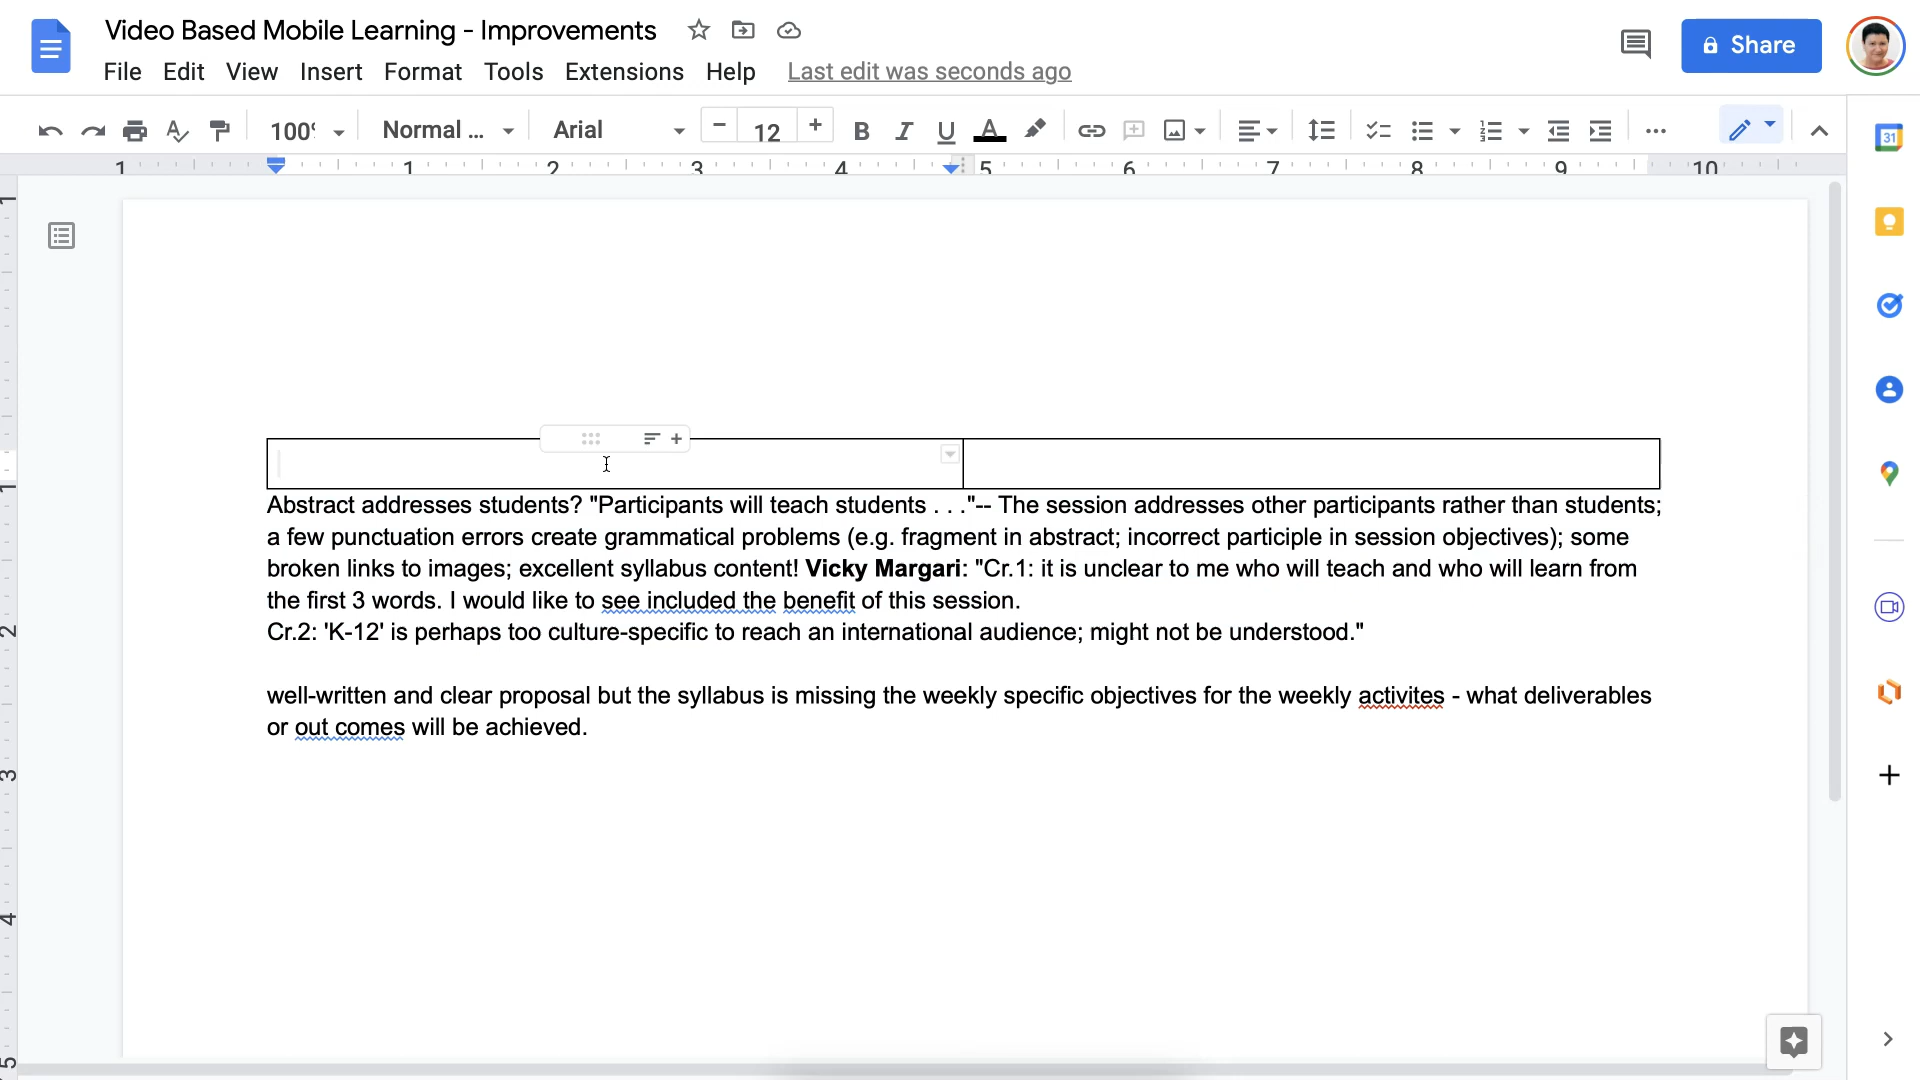 Video Based Mobile Learning - Improvements
Share
File Edit View Insert Format Tools Extensions Help Last edit was seconds ago
100% Normal ... Arial 12 B I U A
31
1 1 2 3 4 5 6 7 8 9 10
1
1
2
3
4
5
Abstract addresses students? "Participants will teach students . . ."-- The session addresses other participants rather than students;
a few punctuation errors create grammatical problems (e.g. fragment in abstract; incorrect participle in session objectives); some
broken links to images; excellent syllabus content! Vicky Margari: "Cr.1: it is unclear to me who will teach and who will learn from
the first 3 words. I would like to see included the benefit of this session.
Cr.2: 'K-12' is perhaps too culture-specific to reach an international audience; might not be understood."
well-written and clear proposal but the syllabus is missing the weekly specific objectives for the weekly activites - what deliverables
or out comes will be achieved.